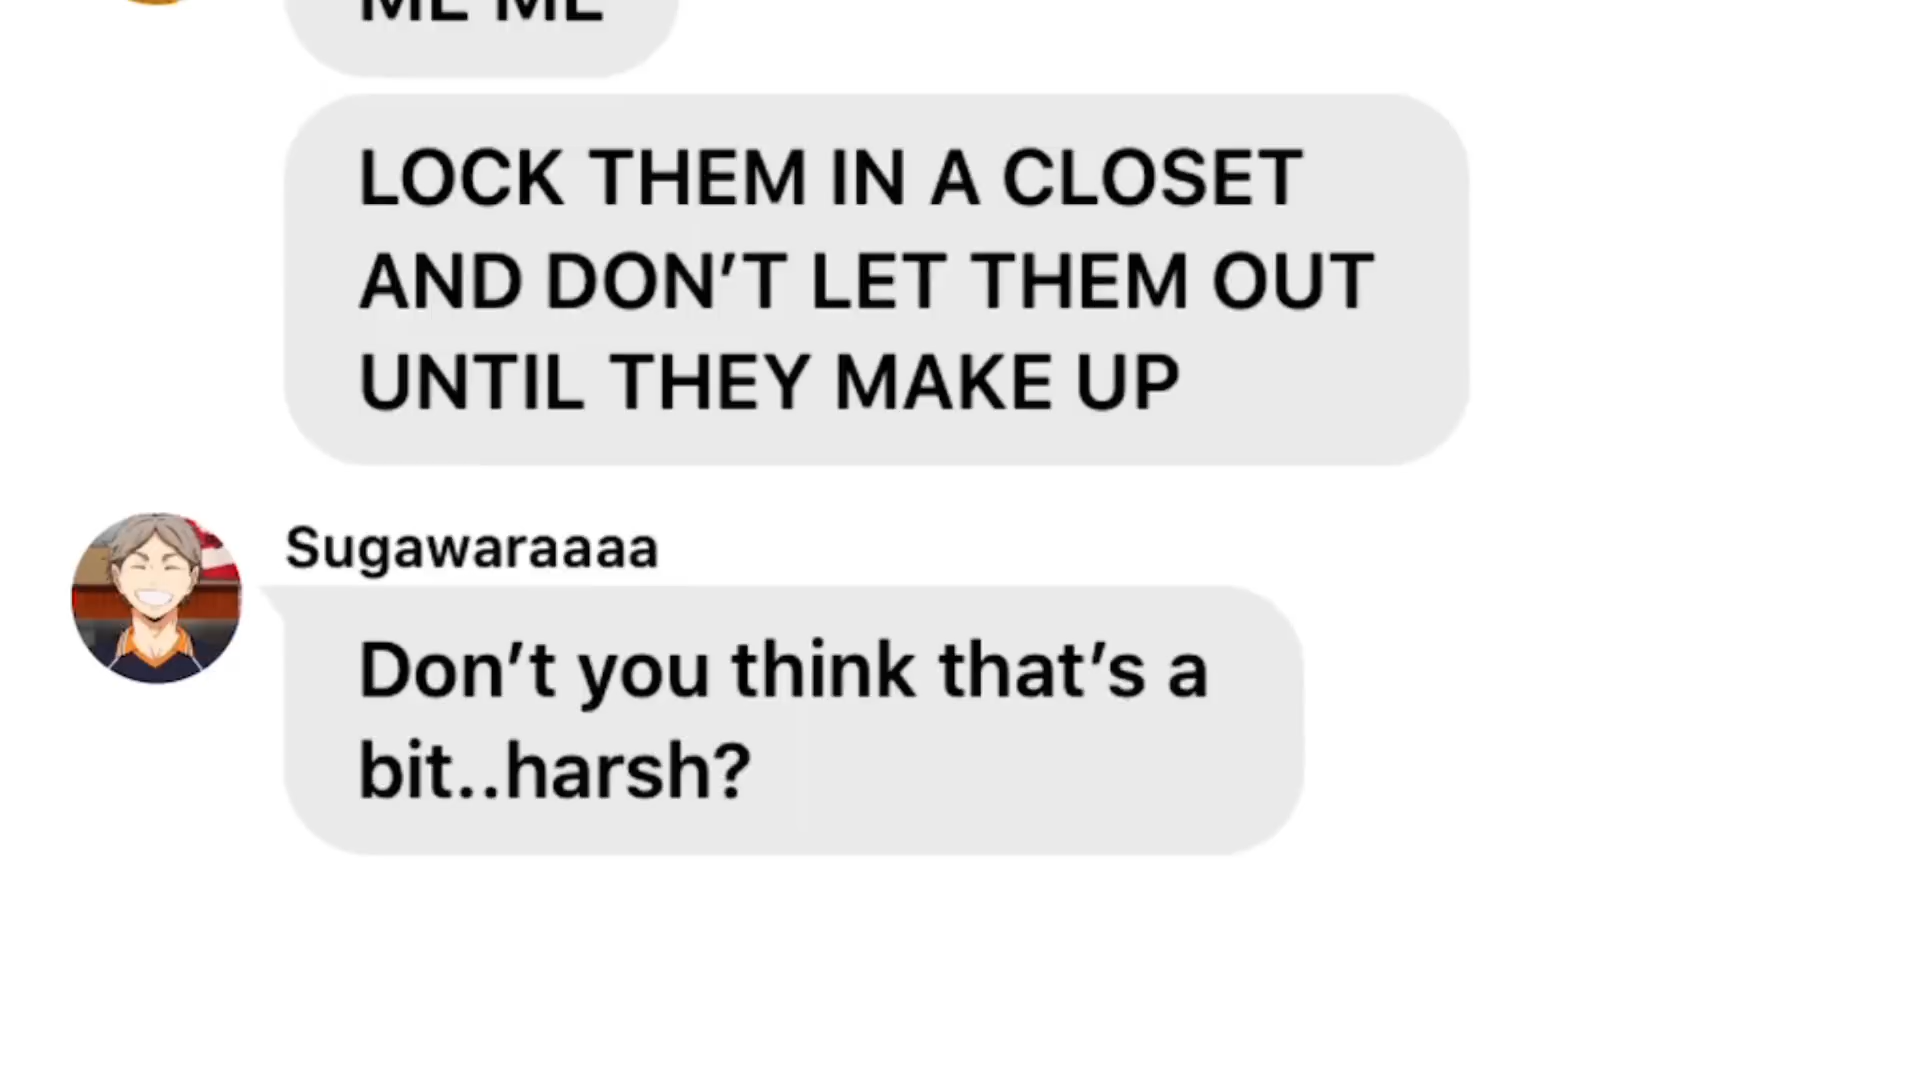 ME ME
LOCK THEM IN A CLOSET
AND DON’T LET THEM OUT
UNTIL THEY MAKE UP
Sugawaraaaa
Don’t you think that’s a
bit..harsh?